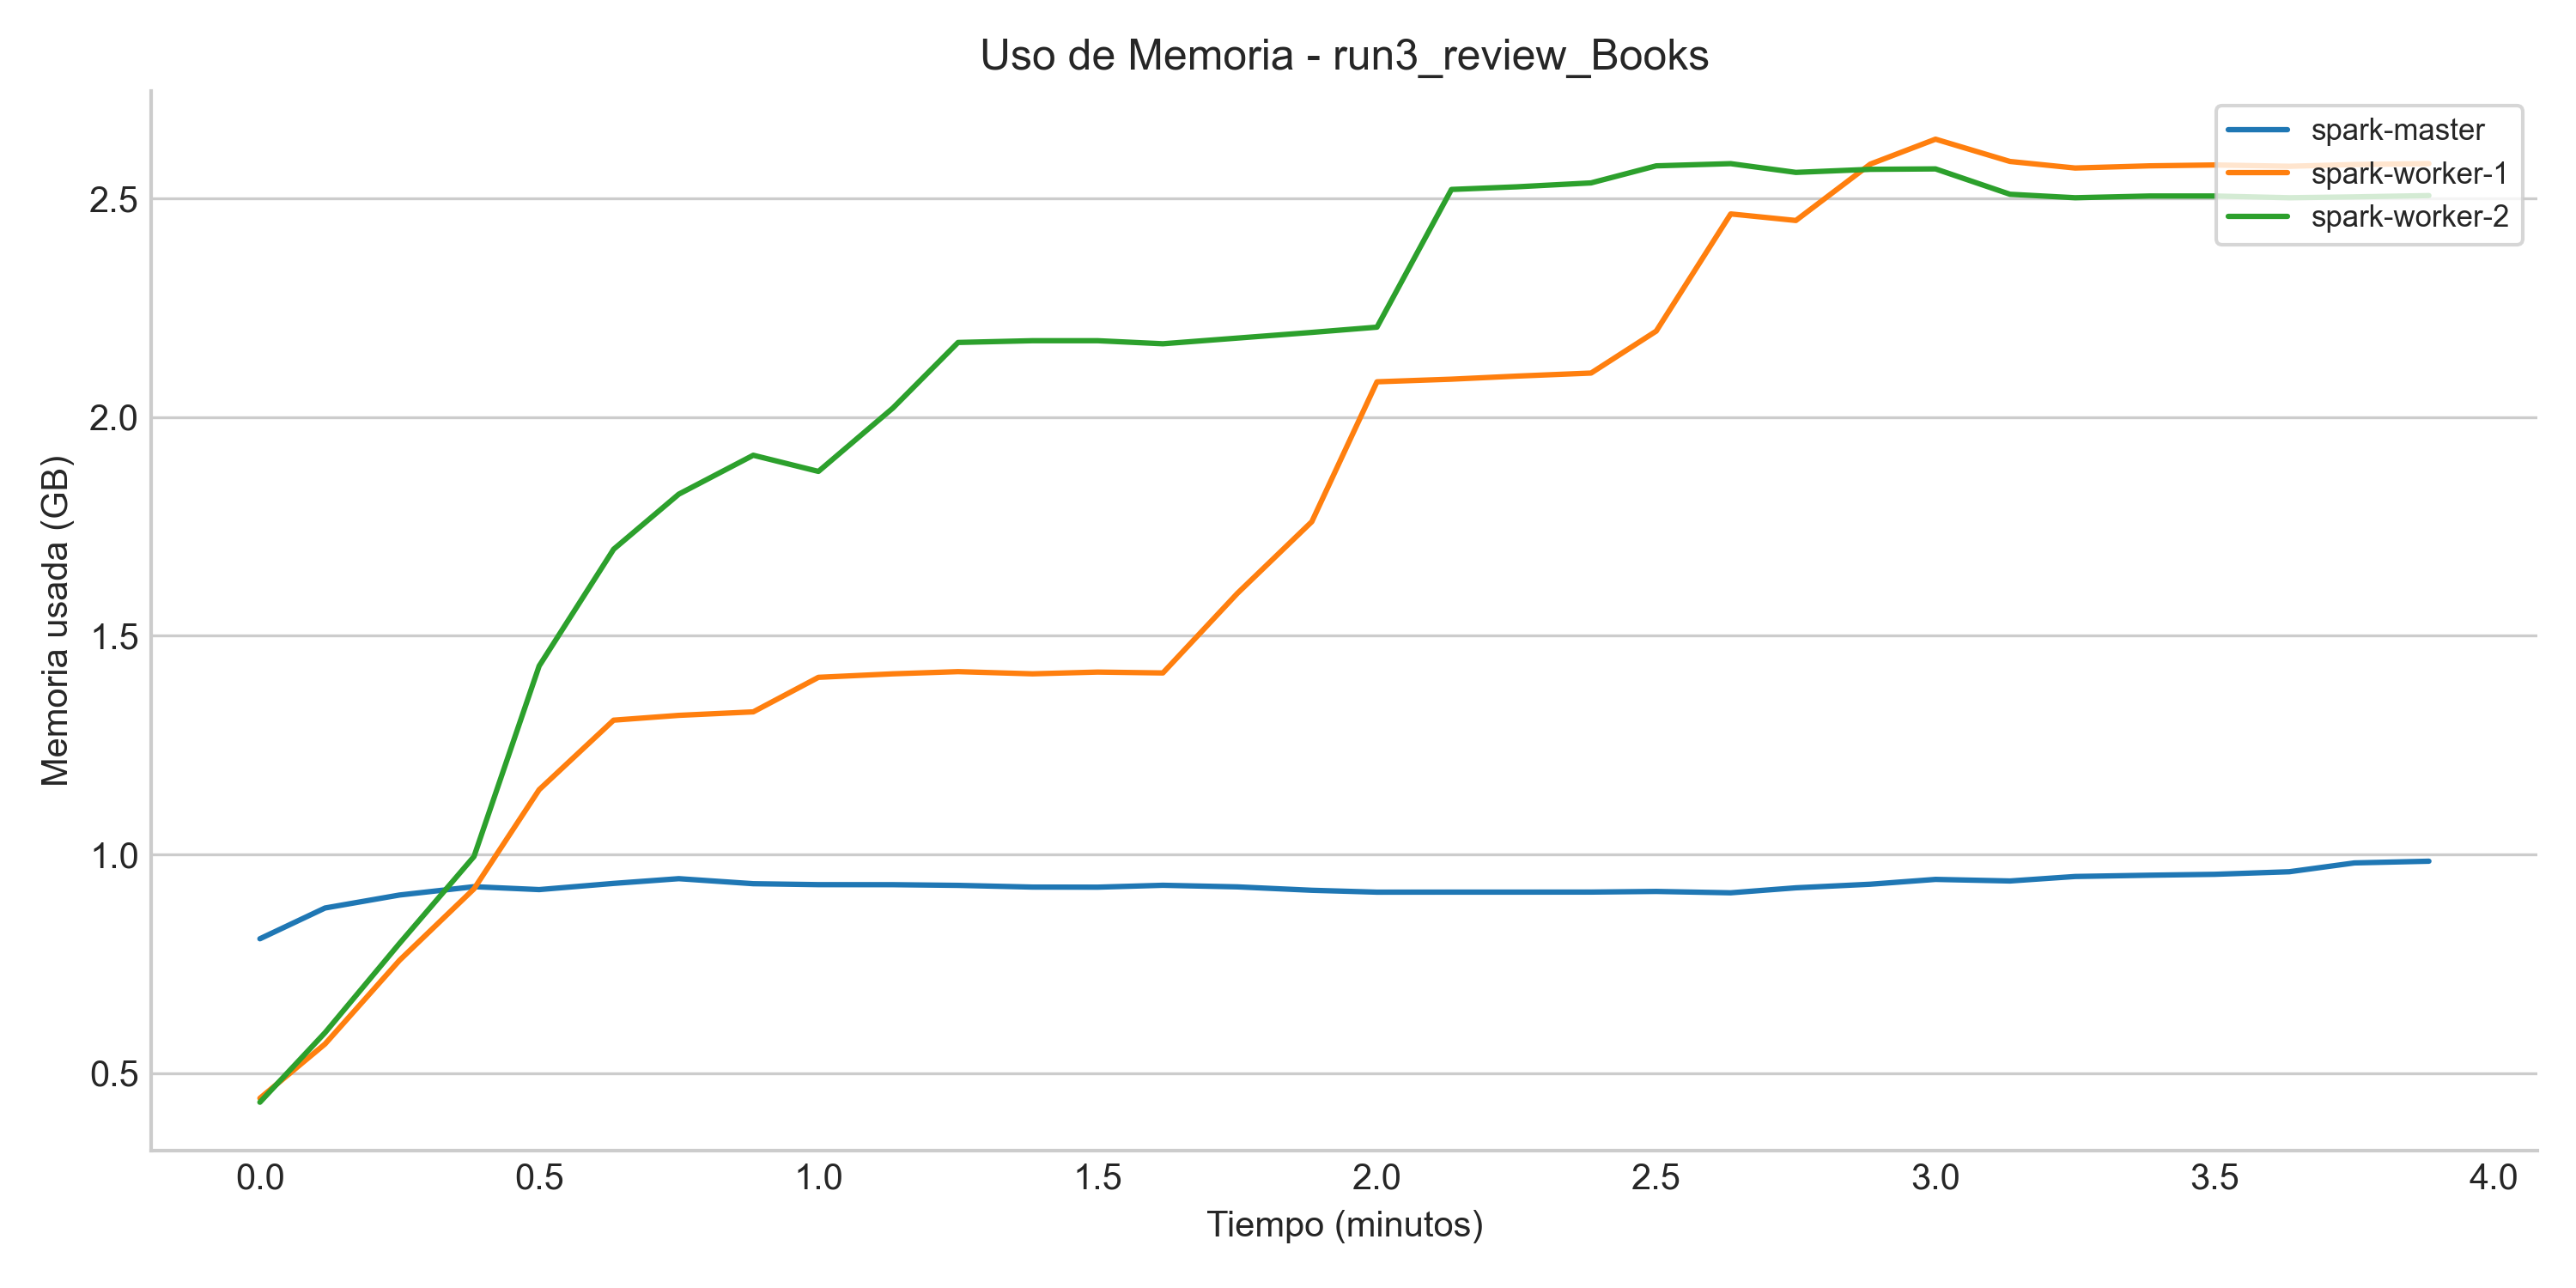 Uso de Memoria - run3_review_Books
spark-master
spark-worker-1
spark-worker-2
Memoria usada (GB)
2.5
2.0
1.5
1.0
0.5
0.0 0.5 1.0 1.5 2.0 2.5 3.0 3.5 4.0
Tiempo (minutos)